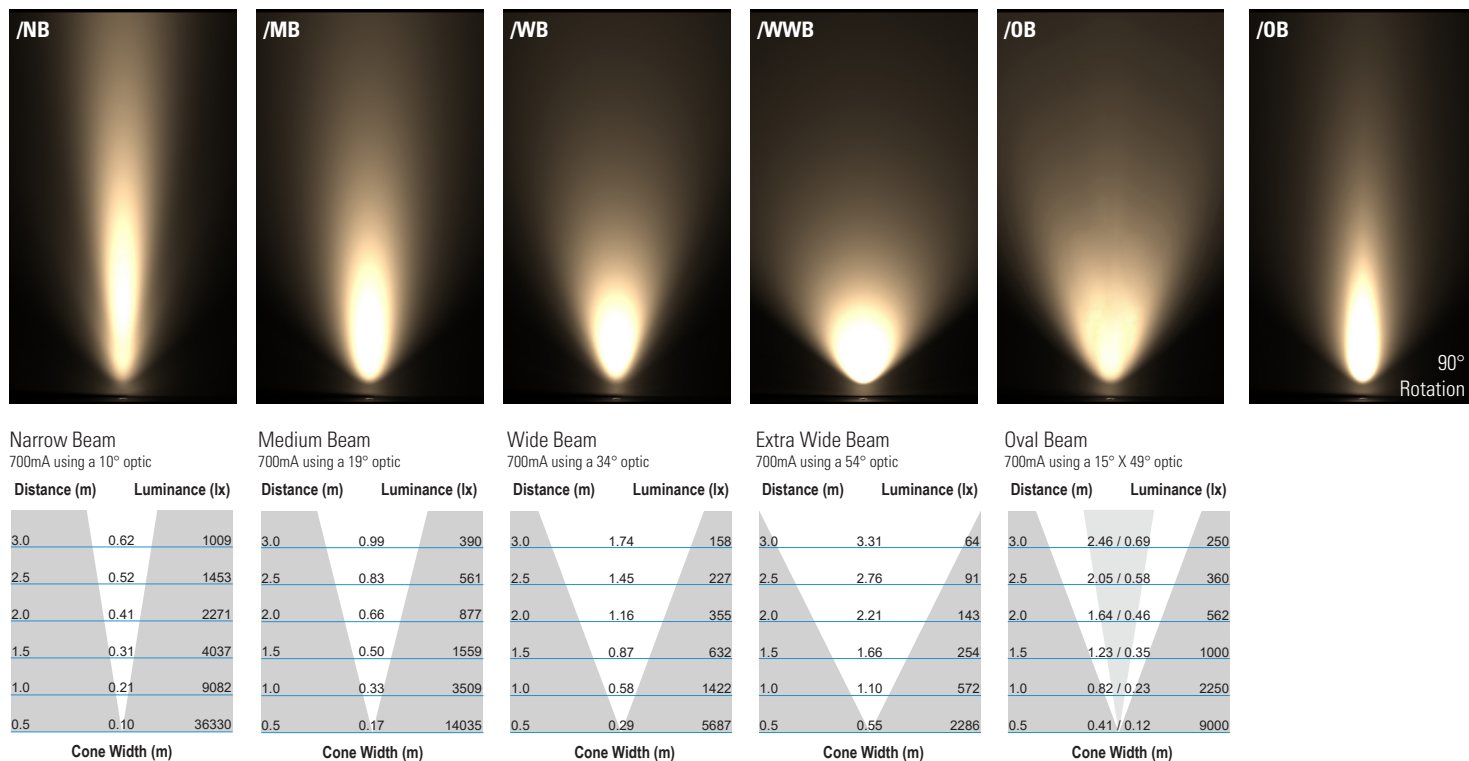 /NB
/MB
/WB
/WWB
/OB
/OB
90°
Rotation
Narrow Beam
700mA using a 10° optic
Distance (m) Luminance (lx)
3.0 0.62 1009
2.5 0.52 1453
2.0 0.41 2271
1.5 0.31 4037
1.0 0.21 9082
0.5 0.10 36330
Cone Width (m)
Medium Beam
700mA using a 19° optic
Distance (m) Luminance (lx)
3.0 0.99 390
2.5 0.83 561
2.0 0.66 877
1.5 0.50 1559
1.0 0.33 3509
0.5 0.17 14035
Cone Width (m)
Wide Beam
700mA using a 34° optic
Distance (m) Luminance (lx)
3.0 1.74 158
2.5 1.45 227
2.0 1.16 355
1.5 0.87 632
1.0 0.58 1422
0.5 0.29 5687
Cone Width (m)
Extra Wide Beam
700mA using a 54° optic
Distance (m) Luminance (lx)
3.0 3.31 64
2.5 2.76 91
2.0 2.21 143
1.5 1.66 254
1.0 1.10 572
0.5 0.55 2286
Cone Width (m)
Oval Beam
700mA using a 15° X 49° optic
Distance (m) Luminance (lx)
3.0 2.46 / 0.69 250
2.5 2.05 / 0.58 360
2.0 1.64 / 0.46 562
1.5 1.23 / 0.35 1000
1.0 0.82 / 0.23 2250
0.5 0.41 / 0.12 9000
Cone Width (m)